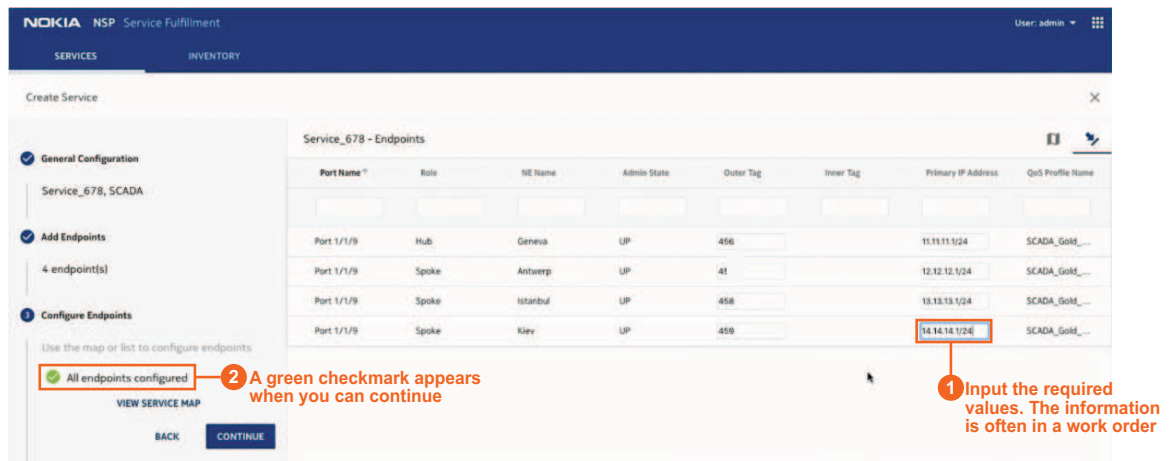 NOKIA NSP Service Fulfillment
User: admin
SERVICES INVENTORY
Create Service
Service_678 - Endpoints
General Configuration
Service_678, SCADA
Add Endpoints
4 endpoint(s)
3 Configure Endpoints
Use the map or list to configure endpoints
All endpoints configured
VIEW SERVICE MAP
BACK CONTINUE
Port Name Role NE Name Admin State Outer Tag Inner Tag Primary IP Address QoS Profile Name
Port 1/1/9 Hub Geneva UP 456 11.11.11.1/24 SCADA_Gold_...
Port 1/1/9 Spoke Antwerp UP 12.12.12.1/24 SCADA_Gold_...
Port 1/1/9 Spoke Istanbul UP 458 13.13.13.1/24 SCADA_Gold_...
Port 1/1/9 Spoke Kiev UP 459 14.14.14.1/24 SCADA_Gold_...
2 A green checkmark appears
when you can continue
1 Input the required
values. The information
is often in a work order